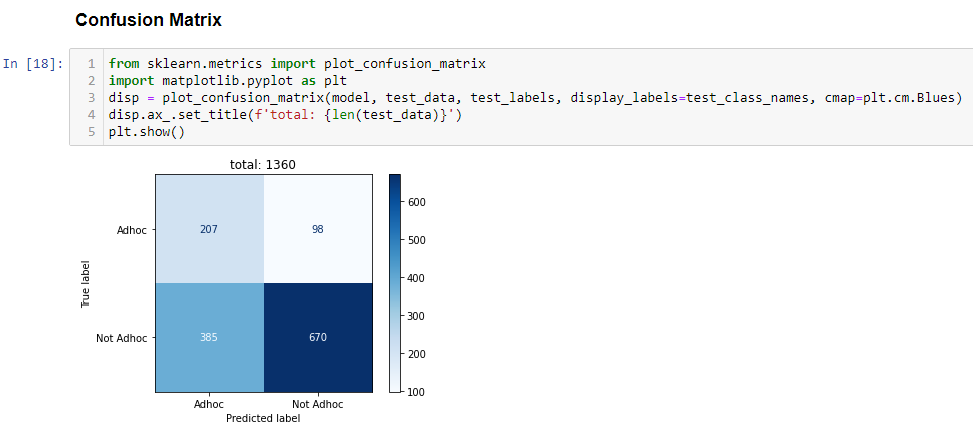 Confusion Matrix
In [18]:
1 from sklearn.metrics import plot_confusion_matrix
2 import matplotlib.pyplot as plt
3 disp = plot_confusion_matrix(model, test_data, test_labels, display_labels=test_class_names, cmap=plt.cm.Blues)
4 disp.ax_.set_title(f'total: {len(test_data)}')
5 plt.show()
total: 1360
Adhoc 207 98
Not Adhoc 385 670
True label
Adhoc Not Adhoc
Predicted label
600
500
400
300
200
100